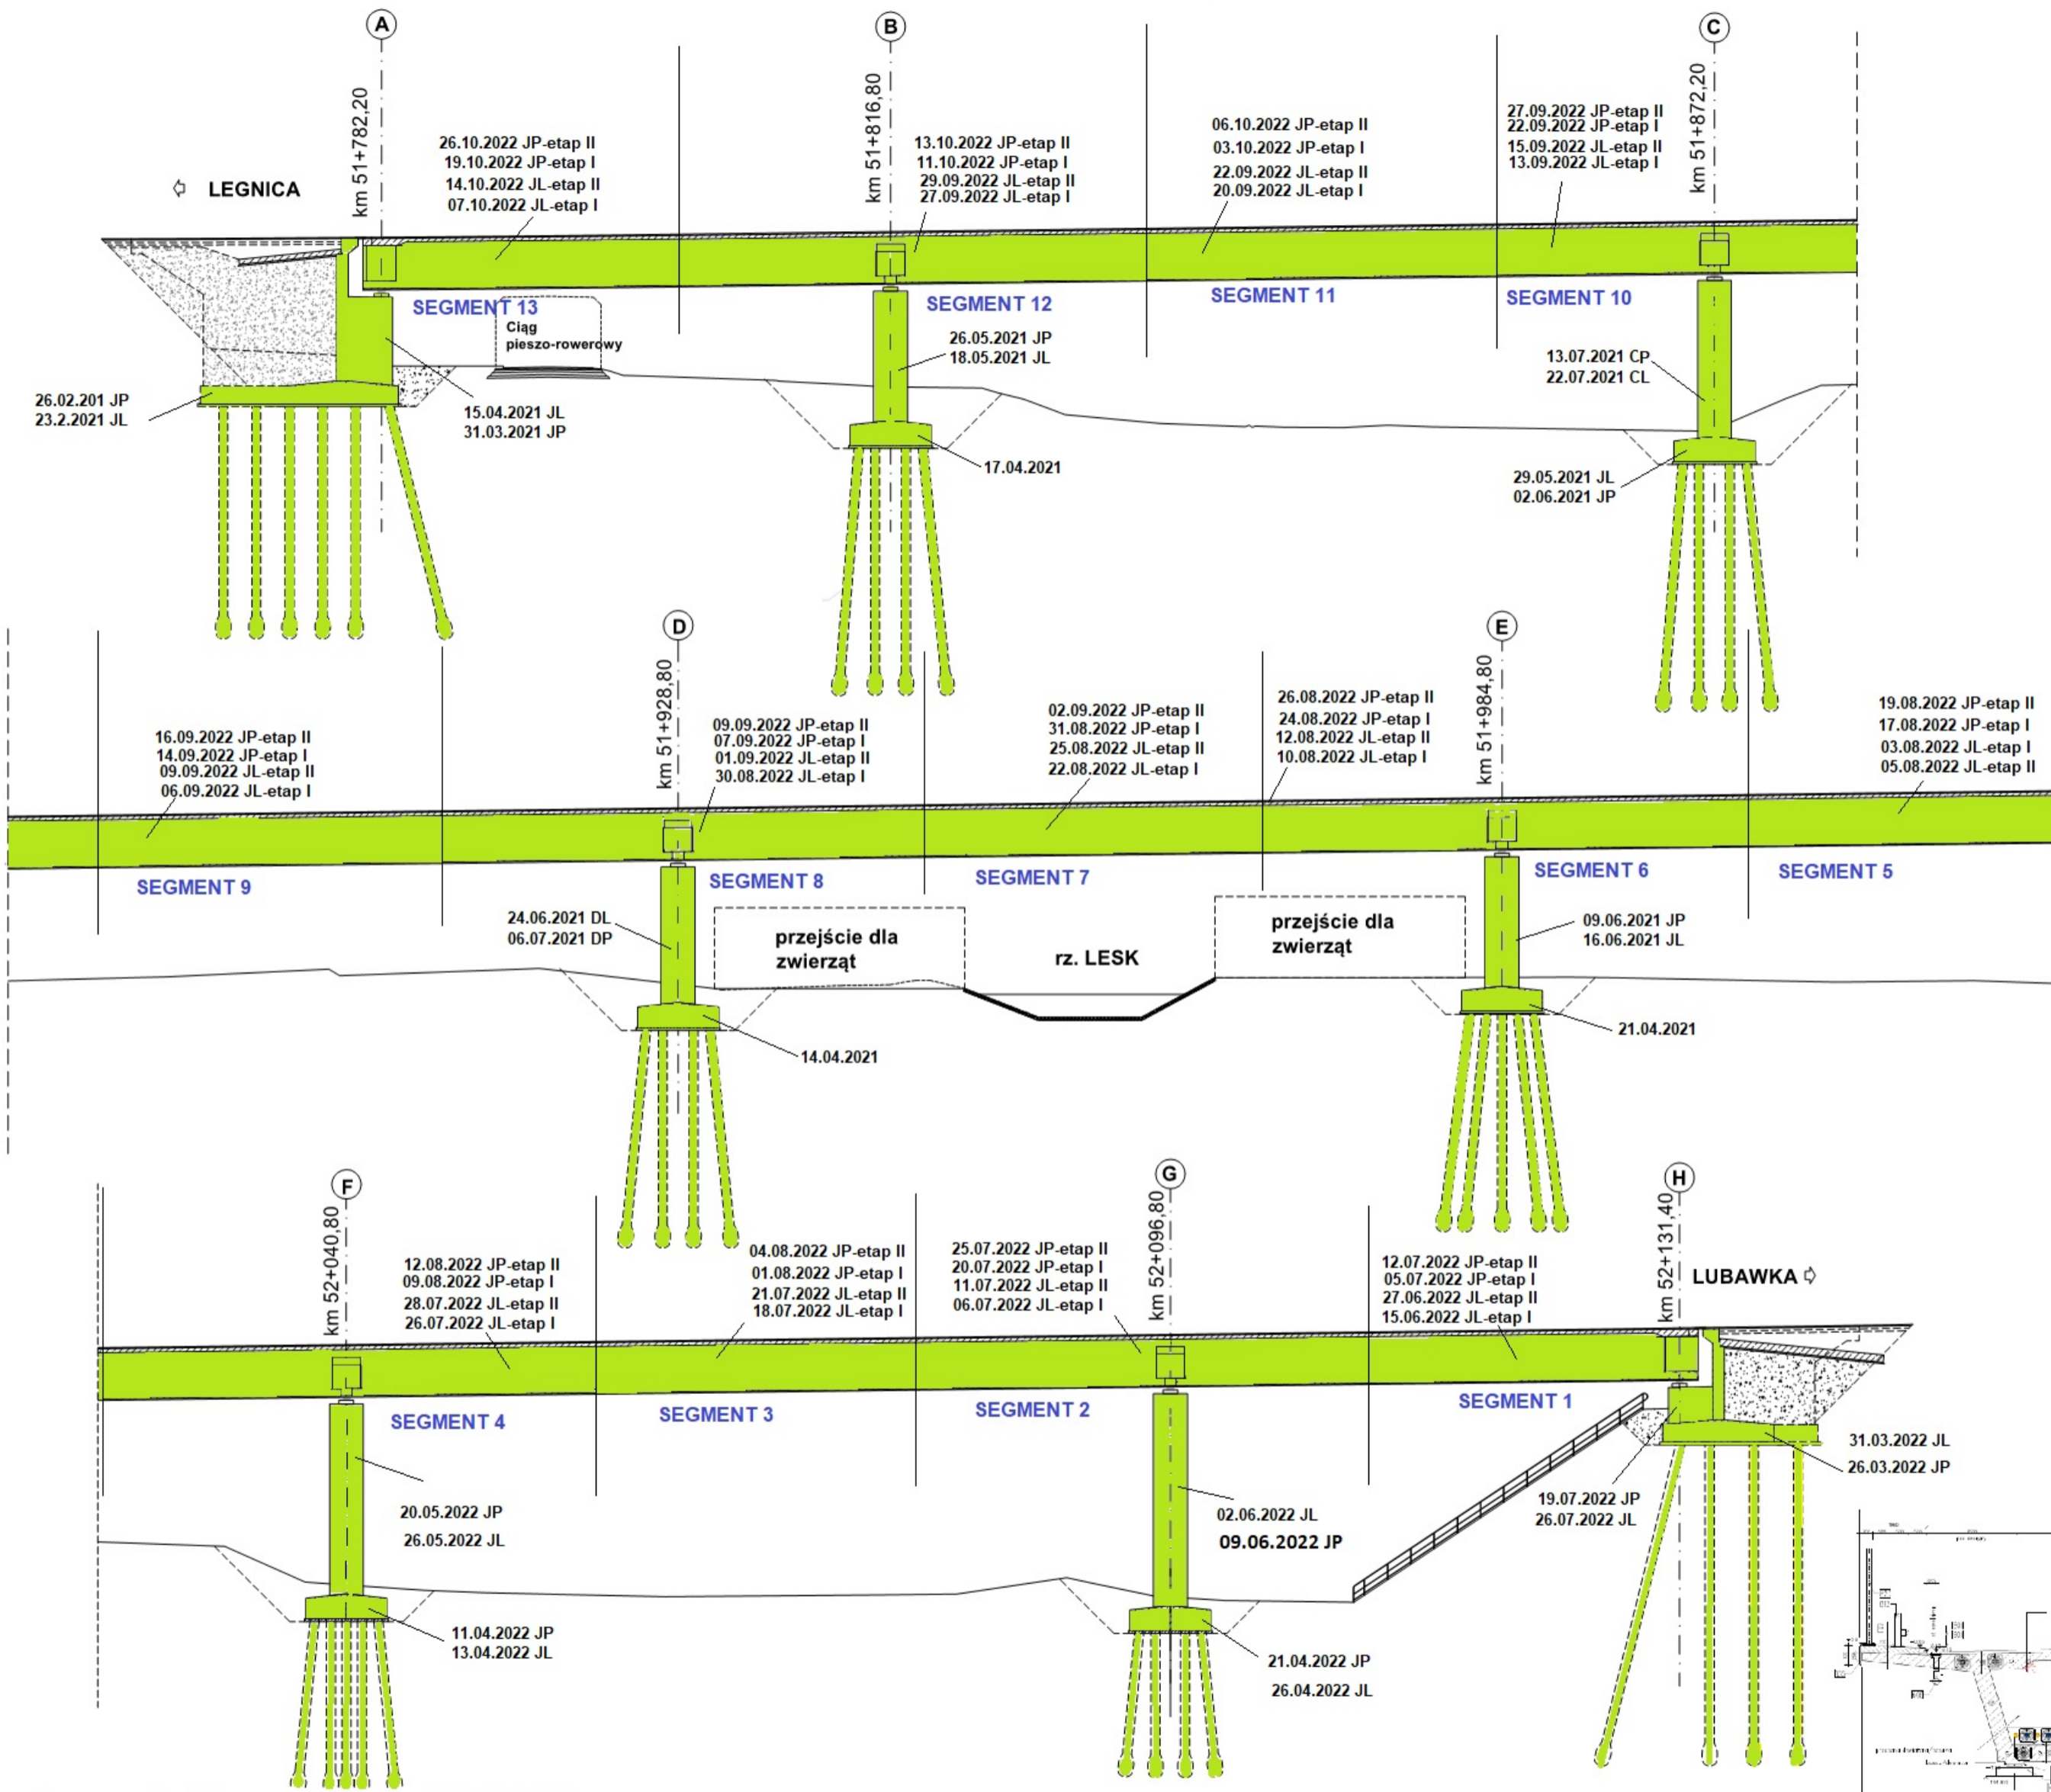 A
B
C
km 51+782,20
km 51+816,80
km 51+872,20
LEGNICA
26.10.2022 JP-etap II
19.10.2022 JP-etap I
14.10.2022 JL-etap II
07.10.2022 JL-etap I
13.10.2022 JP-etap II
11.10.2022 JP-etap I
29.09.2022 JL-etap II
27.09.2022 JL-etap I
06.10.2022 JP-etap II
03.10.2022 JP-etap I
22.09.2022 JL-etap II
20.09.2022 JL-etap I
27.09.2022 JP-etap II
22.09.2022 JP-etap I
15.09.2022 JL-etap II
13.09.2022 JL-etap I
SEGMENT 13
SEGMENT 12
SEGMENT 11
SEGMENT 10
Ciąg
pieszo-rowerowy
26.05.2021 JP
18.05.2021 JL
13.07.2021 CP
22.07.2021 CL
26.02.201 JP
23.2.2021 JL
15.04.2021 JL
31.03.2021 JP
17.04.2021
29.05.2021 JL
02.06.2021 JP
D
E
km 51+928,80
km 51+984,80
16.09.2022 JP-etap II
14.09.2022 JP-etap I
09.09.2022 JL-etap II
06.09.2022 JL-etap I
09.09.2022 JP-etap II
07.09.2022 JP-etap I
01.09.2022 JL-etap II
30.08.2022 JL-etap I
02.09.2022 JP-etap II
31.08.2022 JP-etap I
25.08.2022 JL-etap II
22.08.2022 JL-etap I
26.08.2022 JP-etap II
24.08.2022 JP-etap I
12.08.2022 JL-etap II
10.08.2022 JL-etap I
19.08.2022 JP-etap II
17.08.2022 JP-etap I
03.08.2022 JL-etap I
05.08.2022 JL-etap II
SEGMENT 9
SEGMENT 8
SEGMENT 7
SEGMENT 6
SEGMENT 5
24.06.2021 DL
06.07.2021 DP
przejście dla
zwierząt
rz. LESK
przejście dla
zwierząt
09.06.2021 JP
16.06.2021 JL
14.04.2021
21.04.2021
F
G
H
km 52+040,80
km 52+096,80
km 52+131,40
LUBAWKA
12.08.2022 JP-etap II
09.08.2022 JP-etap I
28.07.2022 JL-etap II
26.07.2022 JL-etap I
04.08.2022 JP-etap II
01.08.2022 JP-etap I
21.07.2022 JL-etap II
18.07.2022 JL-etap I
25.07.2022 JP-etap II
20.07.2022 JP-etap I
11.07.2022 JL-etap II
06.07.2022 JL-etap I
12.07.2022 JP-etap II
05.07.2022 JP-etap I
27.06.2022 JL-etap II
15.06.2022 JL-etap I
SEGMENT 4
SEGMENT 3
SEGMENT 2
SEGMENT 1
20.05.2022 JP
26.05.2022 JL
02.06.2022 JL
09.06.2022 JP
19.07.2022 JP
26.07.2022 JL
31.03.2022 JL
26.03.2022 JP
11.04.2022 JP
13.04.2022 JL
21.04.2022 JP
26.04.2022 JL